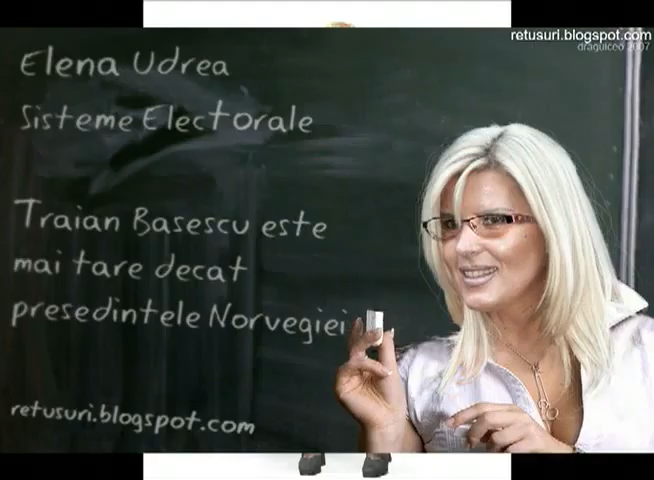 retusuri.blogspot.com
dragulceo 2007
Elena Udrea
Sisteme Electorale
Traian Basescu este
mai tare decat
presedintele Norvegiei
retusuri.blogspot.com